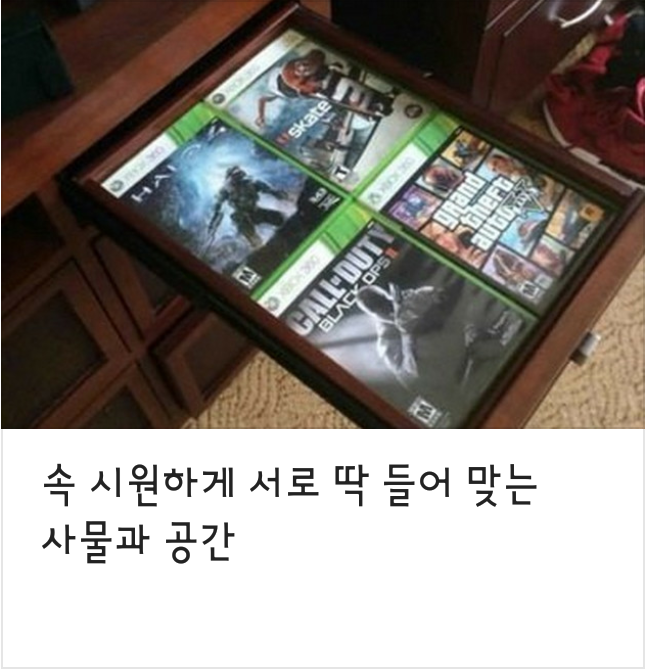 XBOX 360
skate 3
XBOX 360
HALO 4
XBOX 360
grand
theft
auto V
XBOX 360
CALL OF DUTY
BLACK OPS II
속 시원하게 서로 딱 들어 맞는
사물과 공간